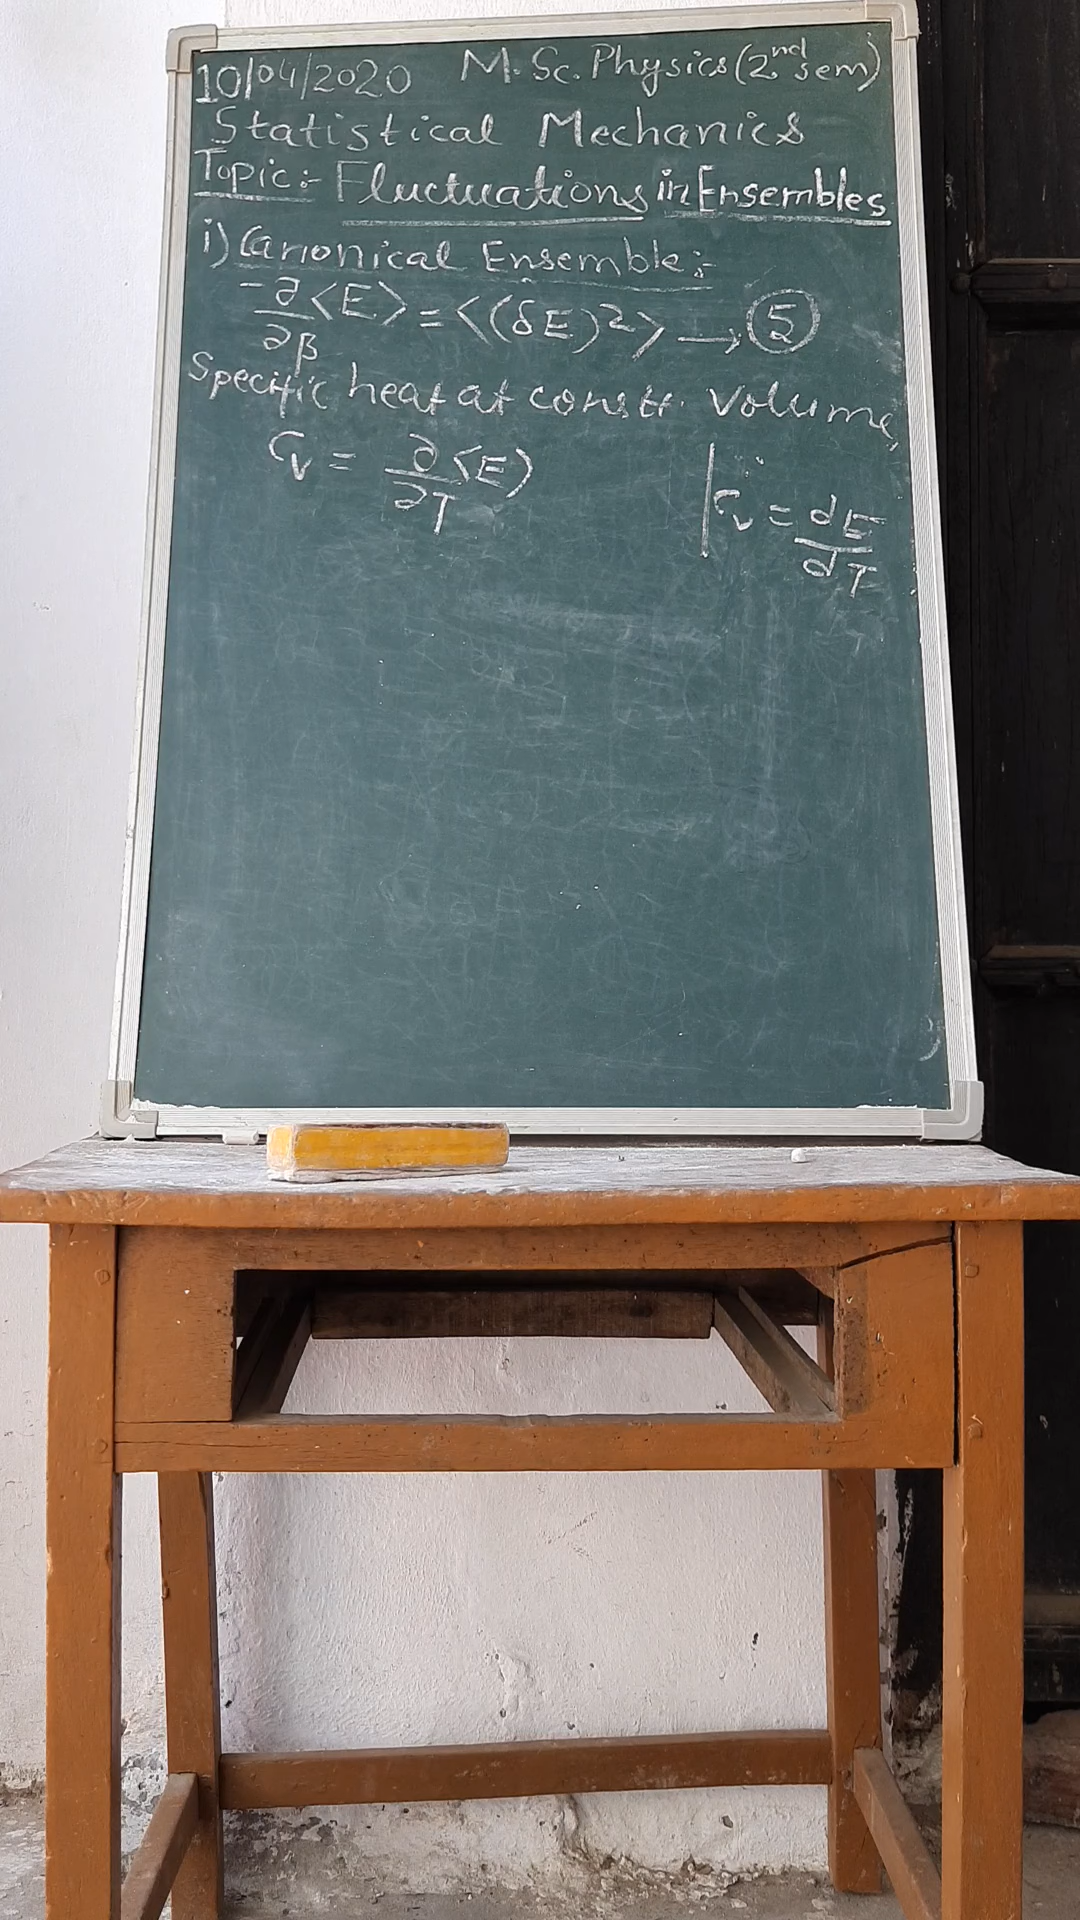 10/04/2020 M.Sc. Physics (2nd sem)
Statistical Mechanics
Topic:- Fluctuations in Ensembles
i) Canonical Ensemble:-
-∂/∂β <E> = <(δE)²> → ⑤
Specific heat at constt. volume,
Cv = ∂/∂T <E)
| Cv = dE/dT